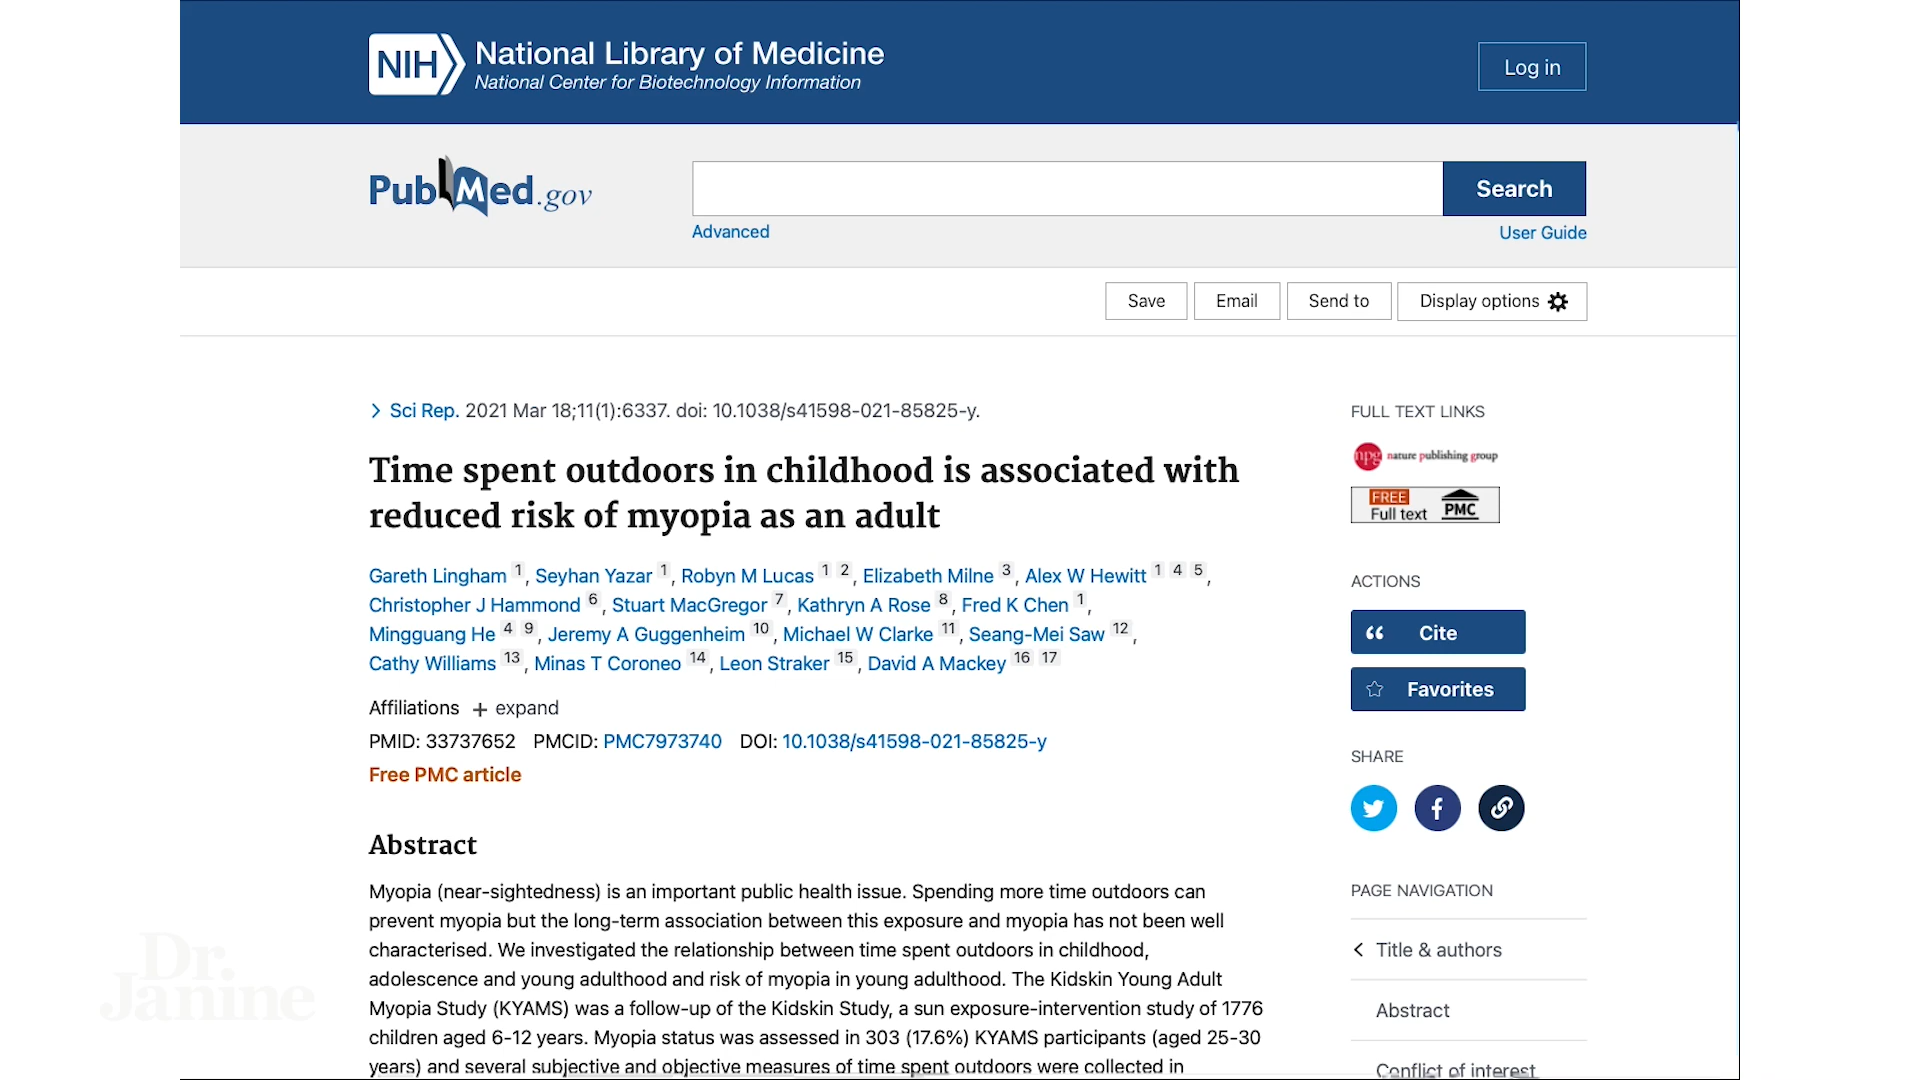 NIH National Library of Medicine
National Center for Biotechnology Information
Log in
PubMed.gov
Search
Advanced
User Guide
Save
Email
Send to
Display options
Sci Rep. 2021 Mar 18;11(1):6337. doi: 10.1038/s41598-021-85825-y.
Time spent outdoors in childhood is associated with
reduced risk of myopia as an adult
Gareth Lingham 1, Seyhan Yazar 1, Robyn M Lucas 1 2, Elizabeth Milne 3, Alex W Hewitt 1 4 5,
Christopher J Hammond 6, Stuart MacGregor 7, Kathryn A Rose 8, Fred K Chen 1,
Mingguang He 4 9, Jeremy A Guggenheim 10, Michael W Clarke 11, Seang-Mei Saw 12,
Cathy Williams 13, Minas T Coroneo 14, Leon Straker 15, David A Mackey 16 17
Affiliations + expand
PMID: 33737652 PMCID: PMC7973740 DOI: 10.1038/s41598-021-85825-y
Free PMC article
Abstract
Myopia (near-sightedness) is an important public health issue. Spending more time outdoors can
prevent myopia but the long-term association between this exposure and myopia has not been well
characterised. We investigated the relationship between time spent outdoors in childhood,
adolescence and young adulthood and risk of myopia in young adulthood. The Kidskin Young Adult
Myopia Study (KYAMS) was a follow-up of the Kidskin Study, a sun exposure-intervention study of 1776
children aged 6-12 years. Myopia status was assessed in 303 (17.6%) KYAMS participants (aged 25-30
years) and several subjective and objective measures of time spent outdoors were collected in
FULL TEXT LINKS
npg nature publishing group
FREE
Full text PMC
ACTIONS
Cite
Favorites
SHARE
PAGE NAVIGATION
Title & authors
Abstract
Conflict of interest
Dr.
Janine